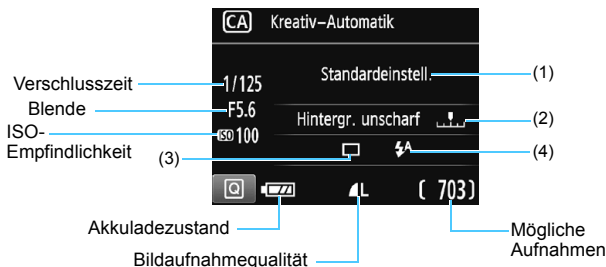 CA Kreativ-Automatik
Verschlusszeit
1/125
Standardeinstell.
(1)
Blende
F5.6
Hintergr. unscharf
(2)
ISO-
Empfindlichkeit
ISO 100
(3)
(4)
Q
L
( 703)
Akkuladezustand
Bildaufnahmequalität
Mögliche
Aufnahmen